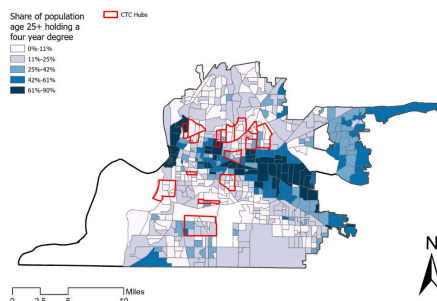 Share of population
age 25+ holding a
four year degree
0%-11%
11%-25%
25%-42%
42%-61%
61%-90%
CTC Hubs
N
Miles
0 2.5 5 10